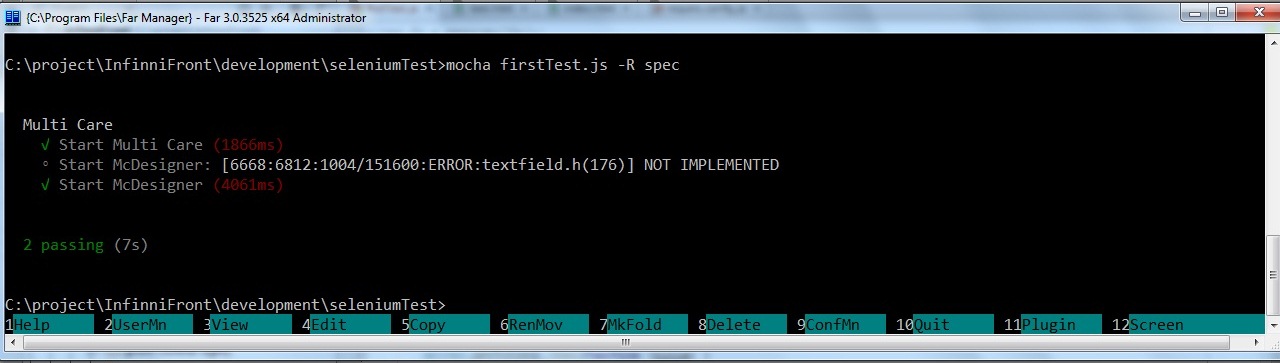 {C:\Program Files\Far Manager} - Far 3.0.3525 x64 Administrator
C:\project\InfinniFront\development\seleniumTest>mocha firstTest.js -R spec
Multi Care
√ Start Multi Care (1866ms)
◦ Start McDesigner: [6668:6812:1004/151600:ERROR:textfield.h(176)] NOT IMPLEMENTED
√ Start McDesigner (4061ms)
2 passing (7s)
C:\project\InfinniFront\development\seleniumTest>
1Help 2UserMn 3View 4Edit 5Copy 6RenMov 7MkFold 8Delete 9ConfMn 10Quit 11Plugin 12Screen